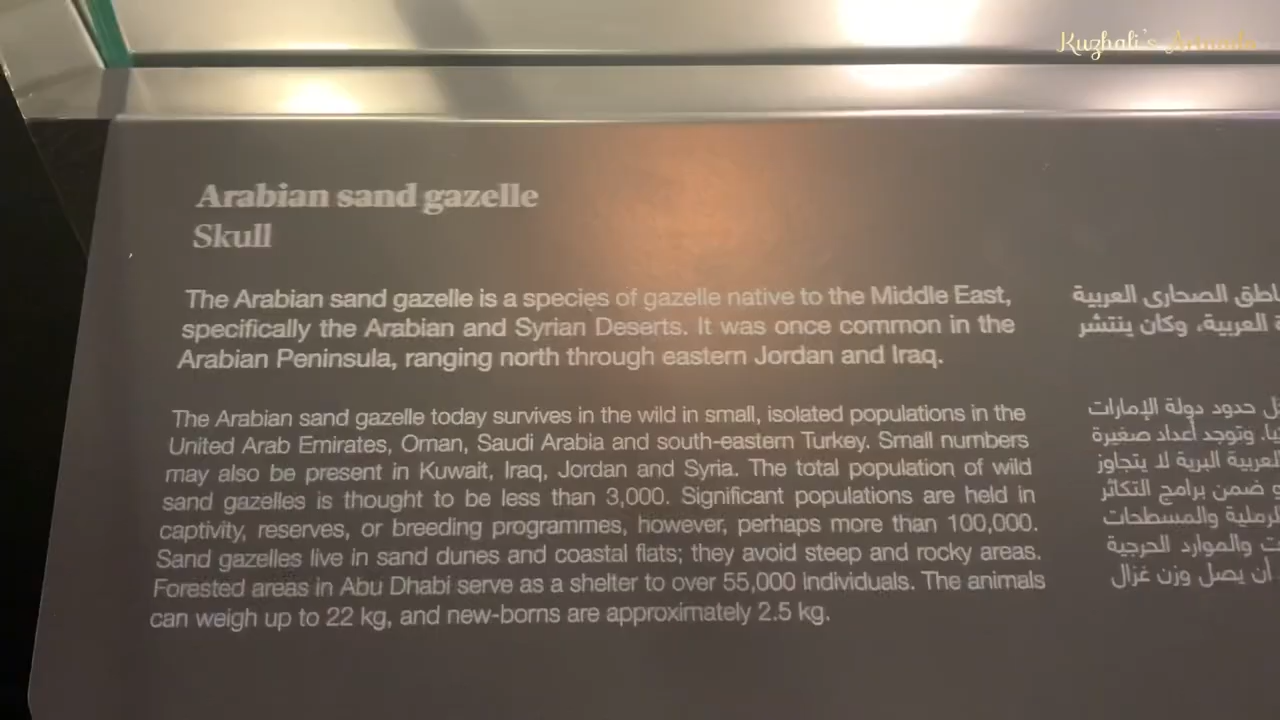 Kuzhali's
Arabian sand gazelle
Skull
The Arabian sand gazelle is a species of gazelle native to the Middle East,
specifically the Arabian and Syrian Deserts. It was once common in the
Arabian Peninsula, ranging north through eastern Jordan and Iraq.
The Arabian sand gazelle today survives in the wild in small, isolated populations in the
United Arab Emirates, Oman, Saudi Arabia and south-eastern Turkey. Small numbers
may also be present in Kuwait, Iraq, Jordan and Syria. The total population of wild
sand gazelles is thought to be less than 3,000. Significant populations are held in
captivity, reserves, or breeding programmes, however, perhaps more than 100,000.
Sand gazelles live in sand dunes and coastal flats; they avoid steep and rocky areas.
Forested areas in Abu Dhabi serve as a shelter to over 55,000 individuals. The animals
can weigh up to 22 kg, and new-borns are approximately 2.5 kg.
الصحارى العربية
العربية، وكان ينتشر
حدود دولة الإمارات
وتوجد أعداد صغيرة
العربية البرية لا يتجاوز
ضمن برامج التكاثر
الرملية والمسطحات
والموارد الحرجية
أن يصل وزن غزال